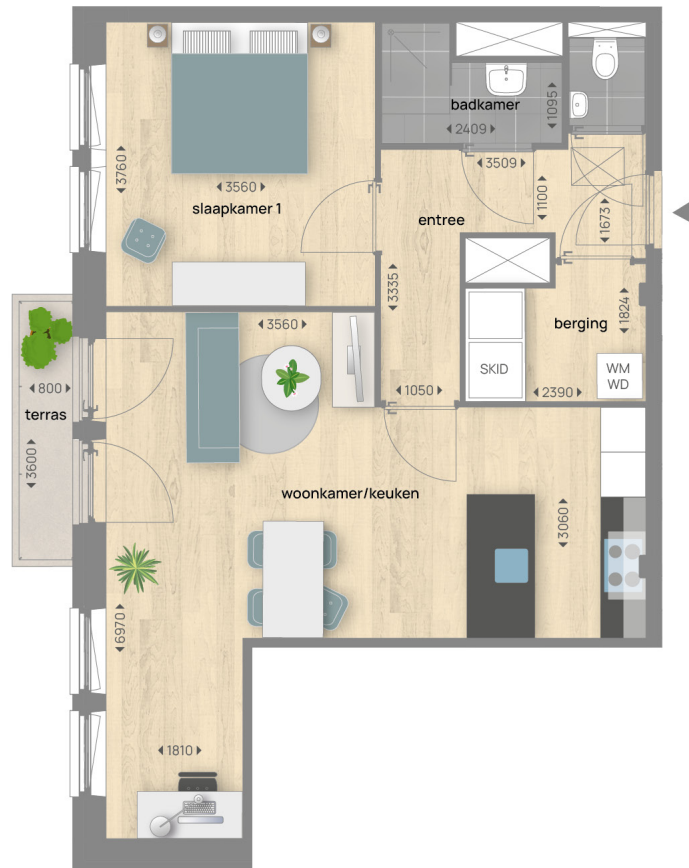 badkamer
2409
1095
3760
3560
slaapkamer 1
3509
entree
1100
1673
3335
berging
1824
SKID
WM
WD
2390
1050
3560
800
terras
3600
woonkamer/keuken
3060
6970
1810